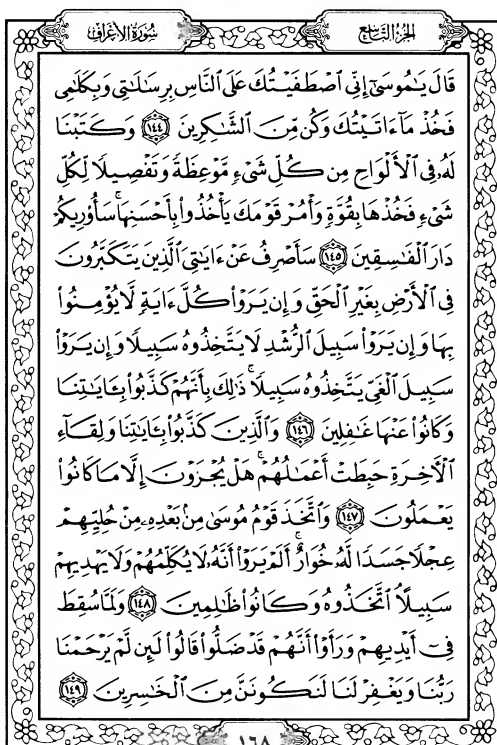 الجزء التاسع
سورة الأعراف
قَالَ يَٰمُوسَىٰٓ إِنِّي ٱصۡطَفَيۡتُكَ عَلَى ٱلنَّاسِ بِرِسَٰلَٰتِي وَبِكَلَٰمِي
فَخُذۡ مَآ ءَاتَيۡتُكَ وَكُن مِّنَ ٱلشَّٰكِرِينَ ١٤٤ وَكَتَبۡنَا
لَهُۥ فِي ٱلۡأَلۡوَاحِ مِن كُلِّ شَيۡءٖ مَّوۡعِظَةٗ وَتَفۡصِيلٗا لِّكُلِّ
شَيۡءٖ فَخُذۡهَا بِقُوَّةٖ وَأۡمُرۡ قَوۡمَكَ يَأۡخُذُواْ بِأَحۡسَنِهَاۚ سَأُوْرِيكُمۡ
دَارَ ٱلۡفَٰسِقِينَ ١٤٥ سَأَصۡرِفُ عَنۡ ءَايَٰتِيَ ٱلَّذِينَ يَتَكَبَّرُونَ
فِي ٱلۡأَرۡضِ بِغَيۡرِ ٱلۡحَقِّ وَإِن يَرَوۡاْ كُلَّ ءَايَةٖ لَّا يُؤۡمِنُواْ
بِهَا وَإِن يَرَوۡاْ سَبِيلَ ٱلرُّشۡدِ لَا يَتَّخِذُوهُ سَبِيلٗا وَإِن يَرَوۡاْ
سَبِيلَ ٱلۡغَيِّ يَتَّخِذُوهُ سَبِيلٗاۚ ذَٰلِكَ بِأَنَّهُمۡ كَذَّبُواْ بِـَٔايَٰتِنَا
وَكَانُواْ عَنۡهَا غَٰفِلِينَ ١٤٦ وَٱلَّذِينَ كَذَّبُواْ بِـَٔايَٰتِنَا وَلِقَآءِ
ٱلۡأٓخِرَةِ حَبِطَتۡ أَعۡمَٰلُهُمۡۚ هَلۡ يُجۡزَوۡنَ إِلَّا مَا كَانُواْ
يَعۡمَلُونَ ١٤٧ وَٱتَّخَذَ قَوۡمُ مُوسَىٰ مِنۢ بَعۡدِهِۦ مِنۡ حُلِيِّهِمۡ
عِجۡلٗا جَسَدٗا لَّهُۥ خُوَارٌۚ أَلَمۡ يَرَوۡاْ أَنَّهُۥ لَا يُكَلِّمُهُمۡ وَلَا يَهۡدِيهِمۡ
سَبِيلًاۘ ٱتَّخَذُوهُ وَكَانُواْ ظَٰلِمِينَ ١٤٨ وَلَمَّا سُقِطَ
فِيٓ أَيۡدِيهِمۡ وَرَأَوۡاْ أَنَّهُمۡ قَدۡ ضَلُّواْ قَالُواْ لَئِن لَّمۡ يَرۡحَمۡنَا
رَبُّنَا وَيَغۡفِرۡ لَنَا لَنَكُونَنَّ مِنَ ٱلۡخَٰسِرِينَ ١٤٩
١٦٨